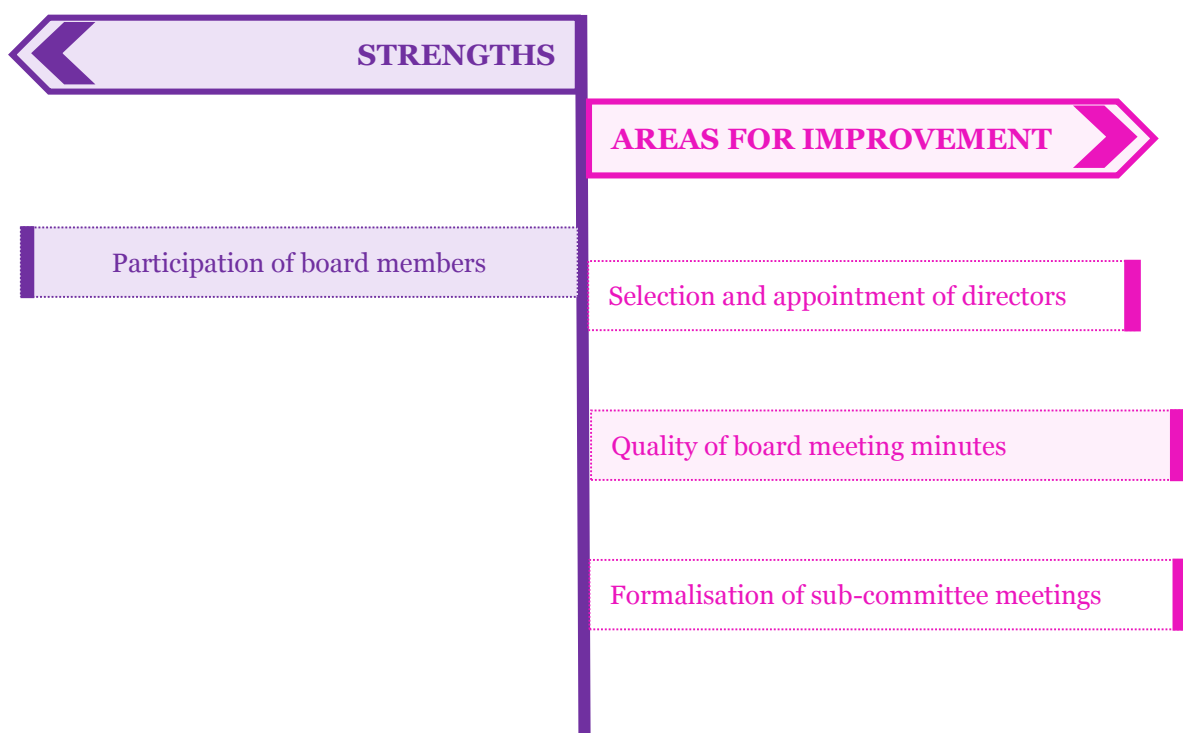 STRENGTHS
AREAS FOR IMPROVEMENT
Participation of board members
Selection and appointment of directors
Quality of board meeting minutes
Formalisation of sub-committee meetings